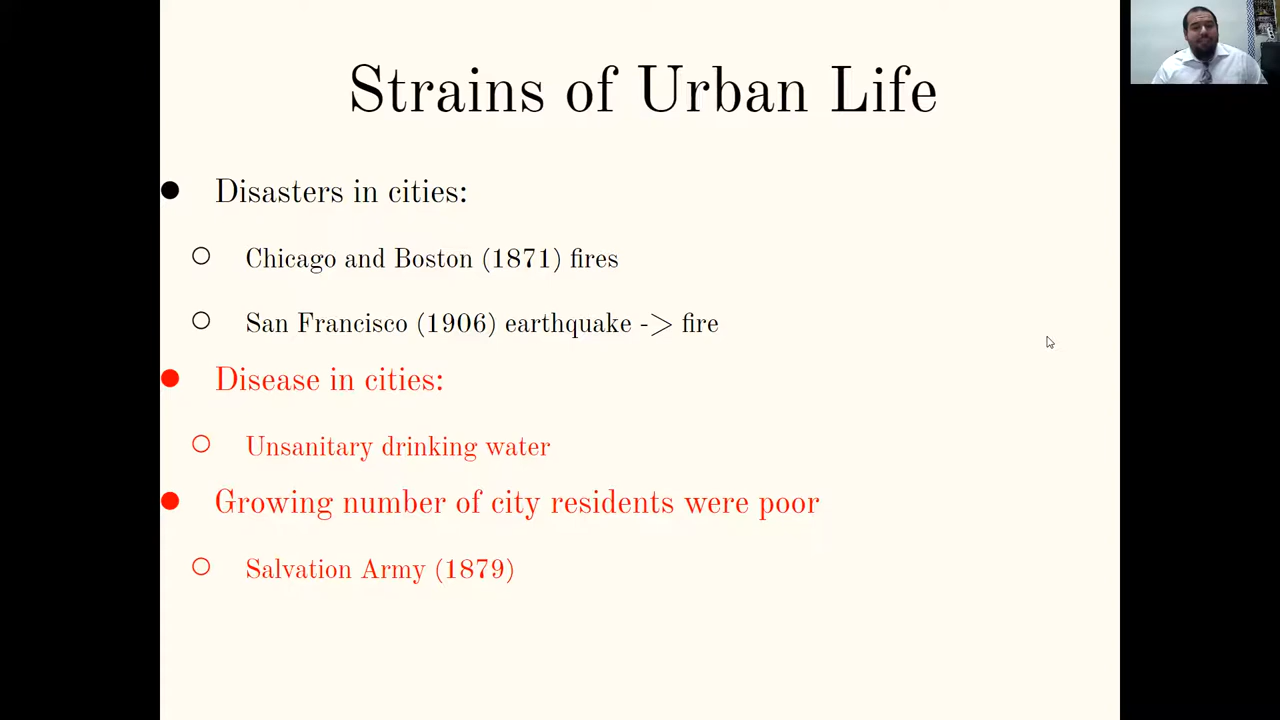 Strains of Urban Life
● Disasters in cities:
○ Chicago and Boston (1871) fires
○ San Francisco (1906) earthquake -> fire
● Disease in cities:
○ Unsanitary drinking water
● Growing number of city residents were poor
○ Salvation Army (1879)